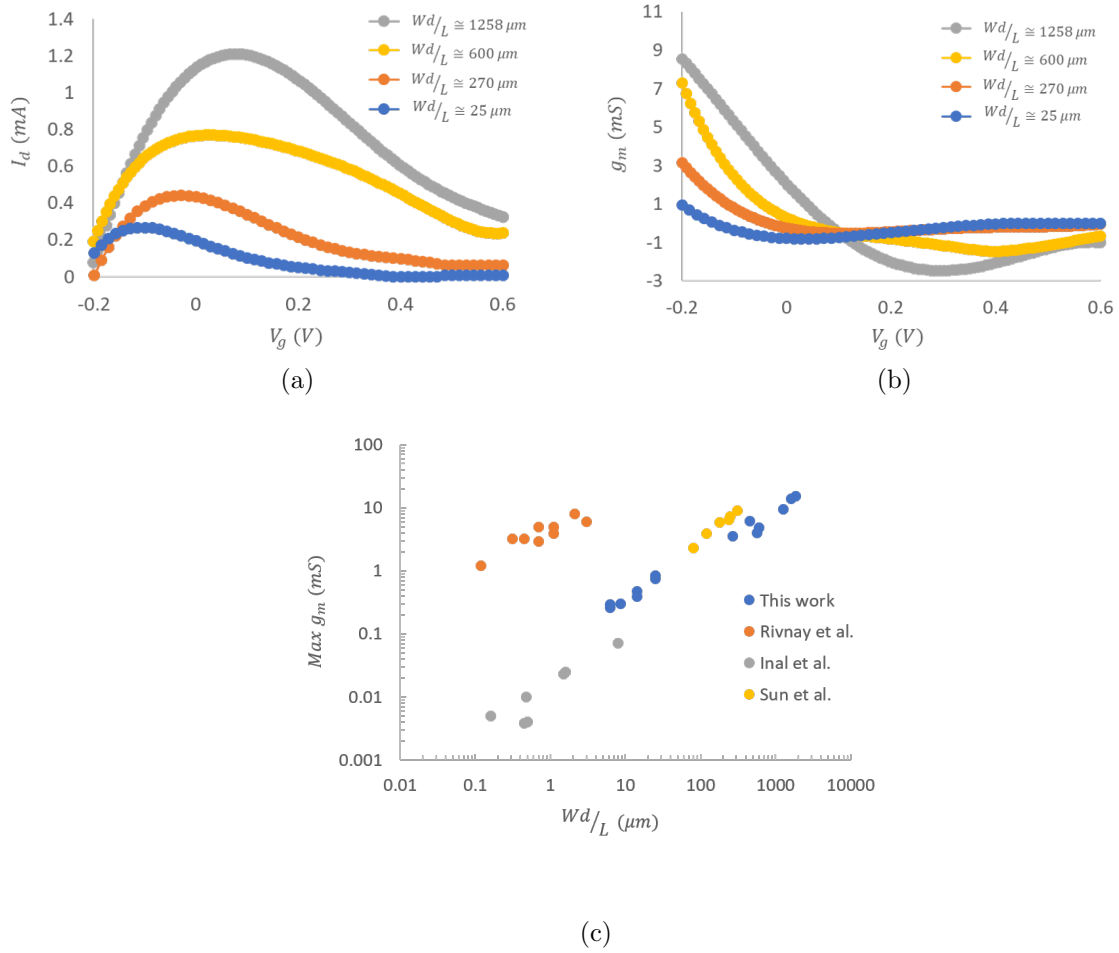 1.4
1.2
1
0.8
0.6
0.4
0.2
0
-0.2 0 0.2 0.4 0.6
I_d (mA)
V_g (V)
Wd/L ≅ 1258 μm
Wd/L ≅ 600 μm
Wd/L ≅ 270 μm
Wd/L ≅ 25 μm
(a)
11
9
7
5
3
1
-1
-3
-0.2 0 0.2 0.4 0.6
g_m (mS)
V_g (V)
Wd/L ≅ 1258 μm
Wd/L ≅ 600 μm
Wd/L ≅ 270 μm
Wd/L ≅ 25 μm
(b)
100
10
1
0.1
0.01
0.001
0.01 0.1 1 10 100 1000 10000
Max g_m (mS)
Wd/L (μm)
This work
Rivnay et al.
Inal et al.
Sun et al.
(c)